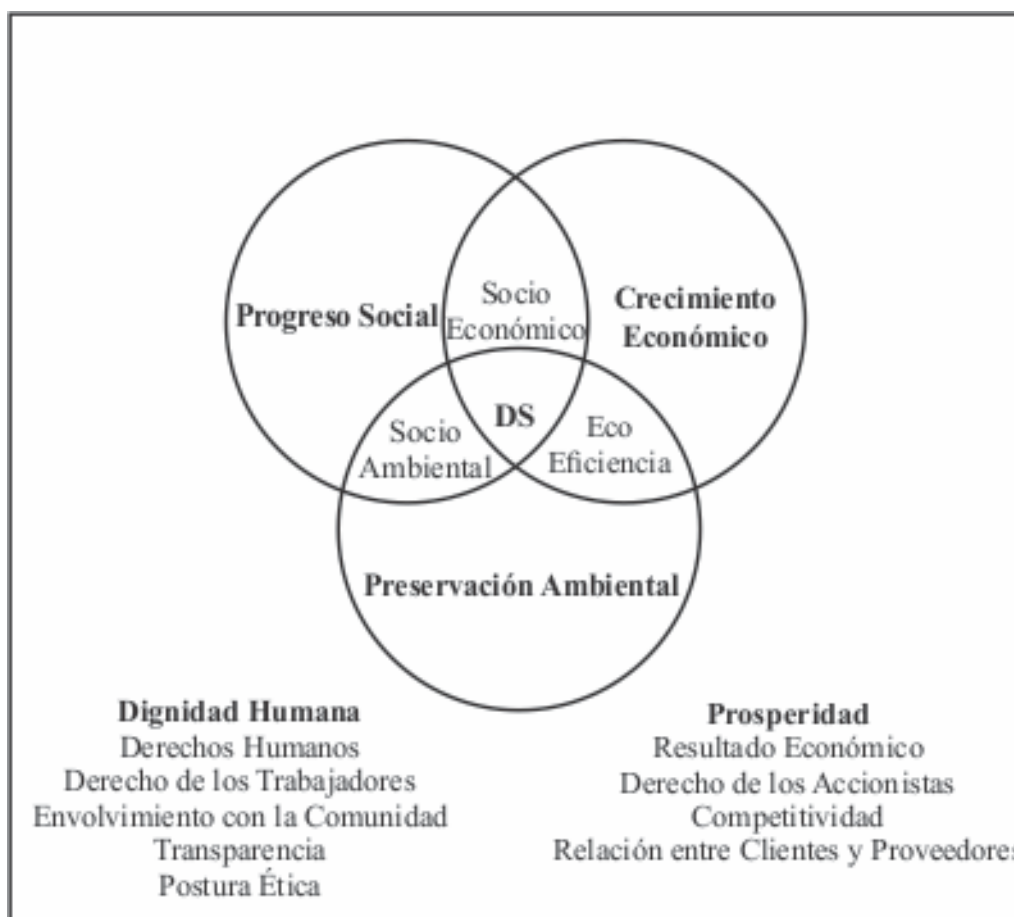 Progreso Social
Socio
Económico
Crecimiento
Económico
DS
Socio
Ambiental
Eco
Eficiencia
Preservación Ambiental
Dignidad Humana
Derechos Humanos
Derecho de los Trabajadores
Envolvimiento con la Comunidad
Transparencia
Postura Ética
Prosperidad
Resultado Económico
Derecho de los Accionistas
Competitividad
Relación entre Clientes y Proveedores